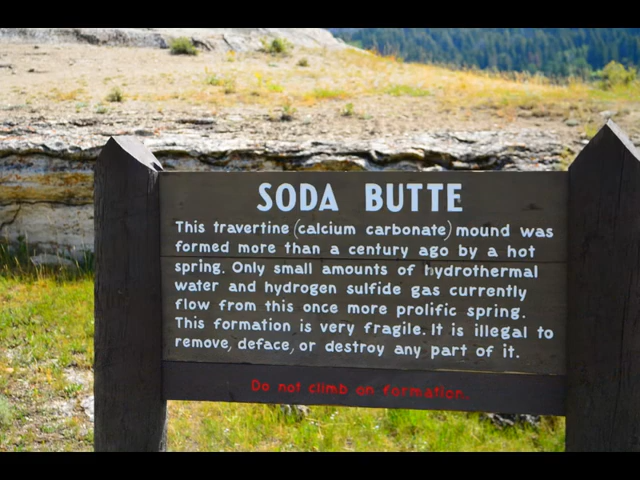 SODA BUTTE
This travertine (calcium carbonate) mound was
formed more than a century ago by a hot
spring. Only small amounts of hydrothermal
water and hydrogen sulfide gas currently
flow from this once more prolific spring.
This formation is very fragile. It is illegal to
remove, deface, or destroy any part of it.
Do not climb on formation.